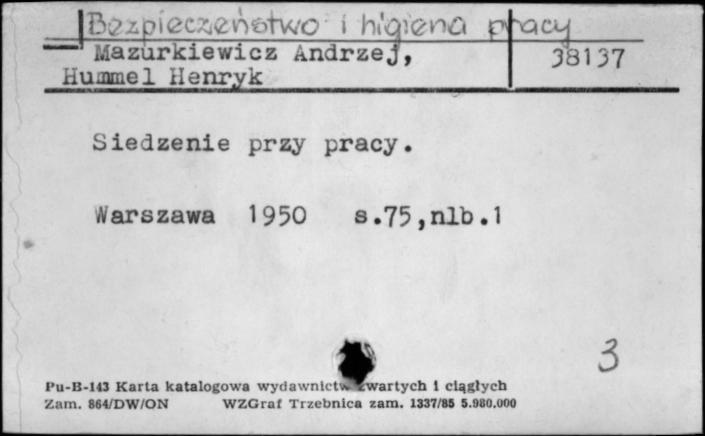 Bezpieczeństwo i higiena pracy
Mazurkiewicz Andrzej, 38137
Hummel Henryk
Siedzenie przy pracy.
Warszawa 1950 s.75,nlb.1
3
Pu-B-143 Karta katalogowa wydawnictw zwartych i ciągłych
Zam. 864/DW/ON WZGraf Trzebnica zam. 1337/85 5.980.000